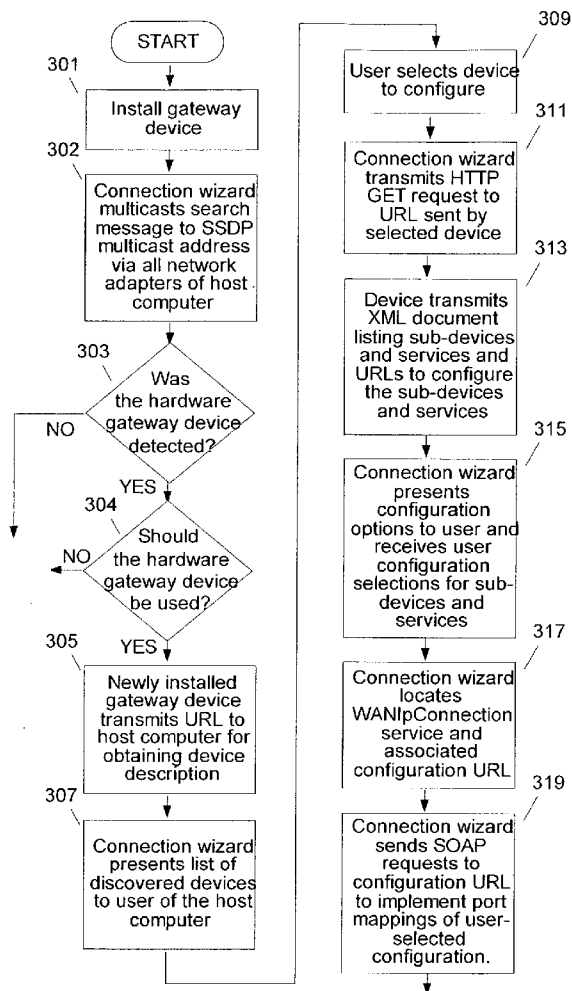 START
301
Install gateway
device
302
Connection wizard
multicasts search
message to SSDP
multicast address
via all network
adapters of host
computer
303
Was
the hardware
gateway device
detected?
NO
YES
304
Should
the hardware
gateway device
be used?
NO
YES
305
Newly installed
gateway device
transmits URL to
host computer for
obtaining device
description
307
Connection wizard
presents list of
discovered devices
to user of the host
computer
309
User selects device
to configure
311
Connection wizard
transmits HTTP
GET request to
URL sent by
selected device
313
Device transmits
XML document
listing sub-devices
and services and
URLs to configure
the sub-devices
and services
315
Connection wizard
presents
configuration
options to user and
receives user
configuration
selections for sub-
devices and
services
317
Connection wizard
locates
WANIpConnection
service and
associated
configuration URL
319
Connection wizard
sends SOAP
requests to
configuration URL
to implement port
mappings of user-
selected
configuration.